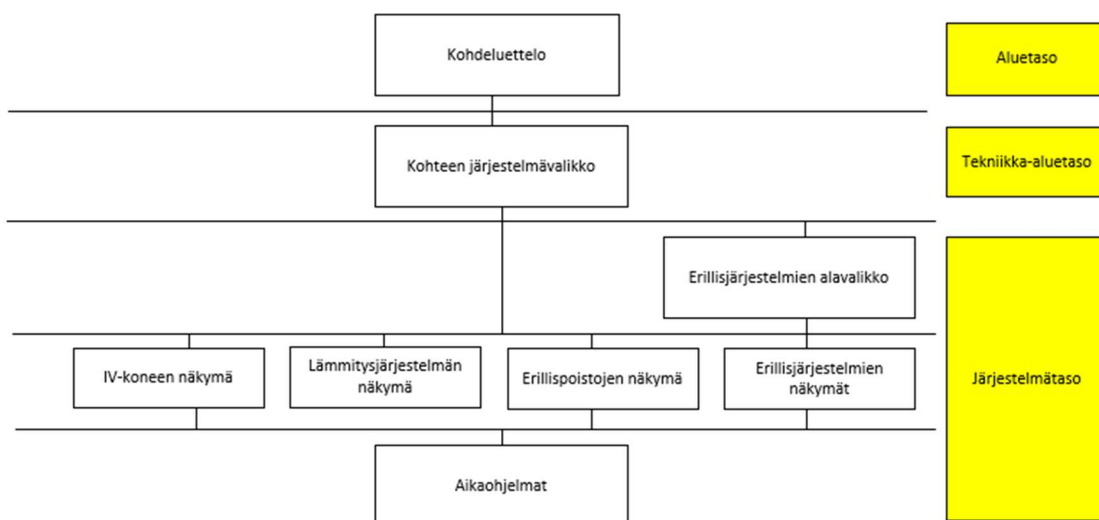 Kohdeluettelo
Aluetaso
Kohteen järjestelmävalikko
Tekniikka-aluetaso
Erillisjärjestelmien alavalikko
IV-koneen näkymä
Lämmitysjärjestelmän
näkymä
Erillispoistojen näkymä
Erillisjärjestelmien
näkymät
Järjestelmätaso
Aikaohjelmat